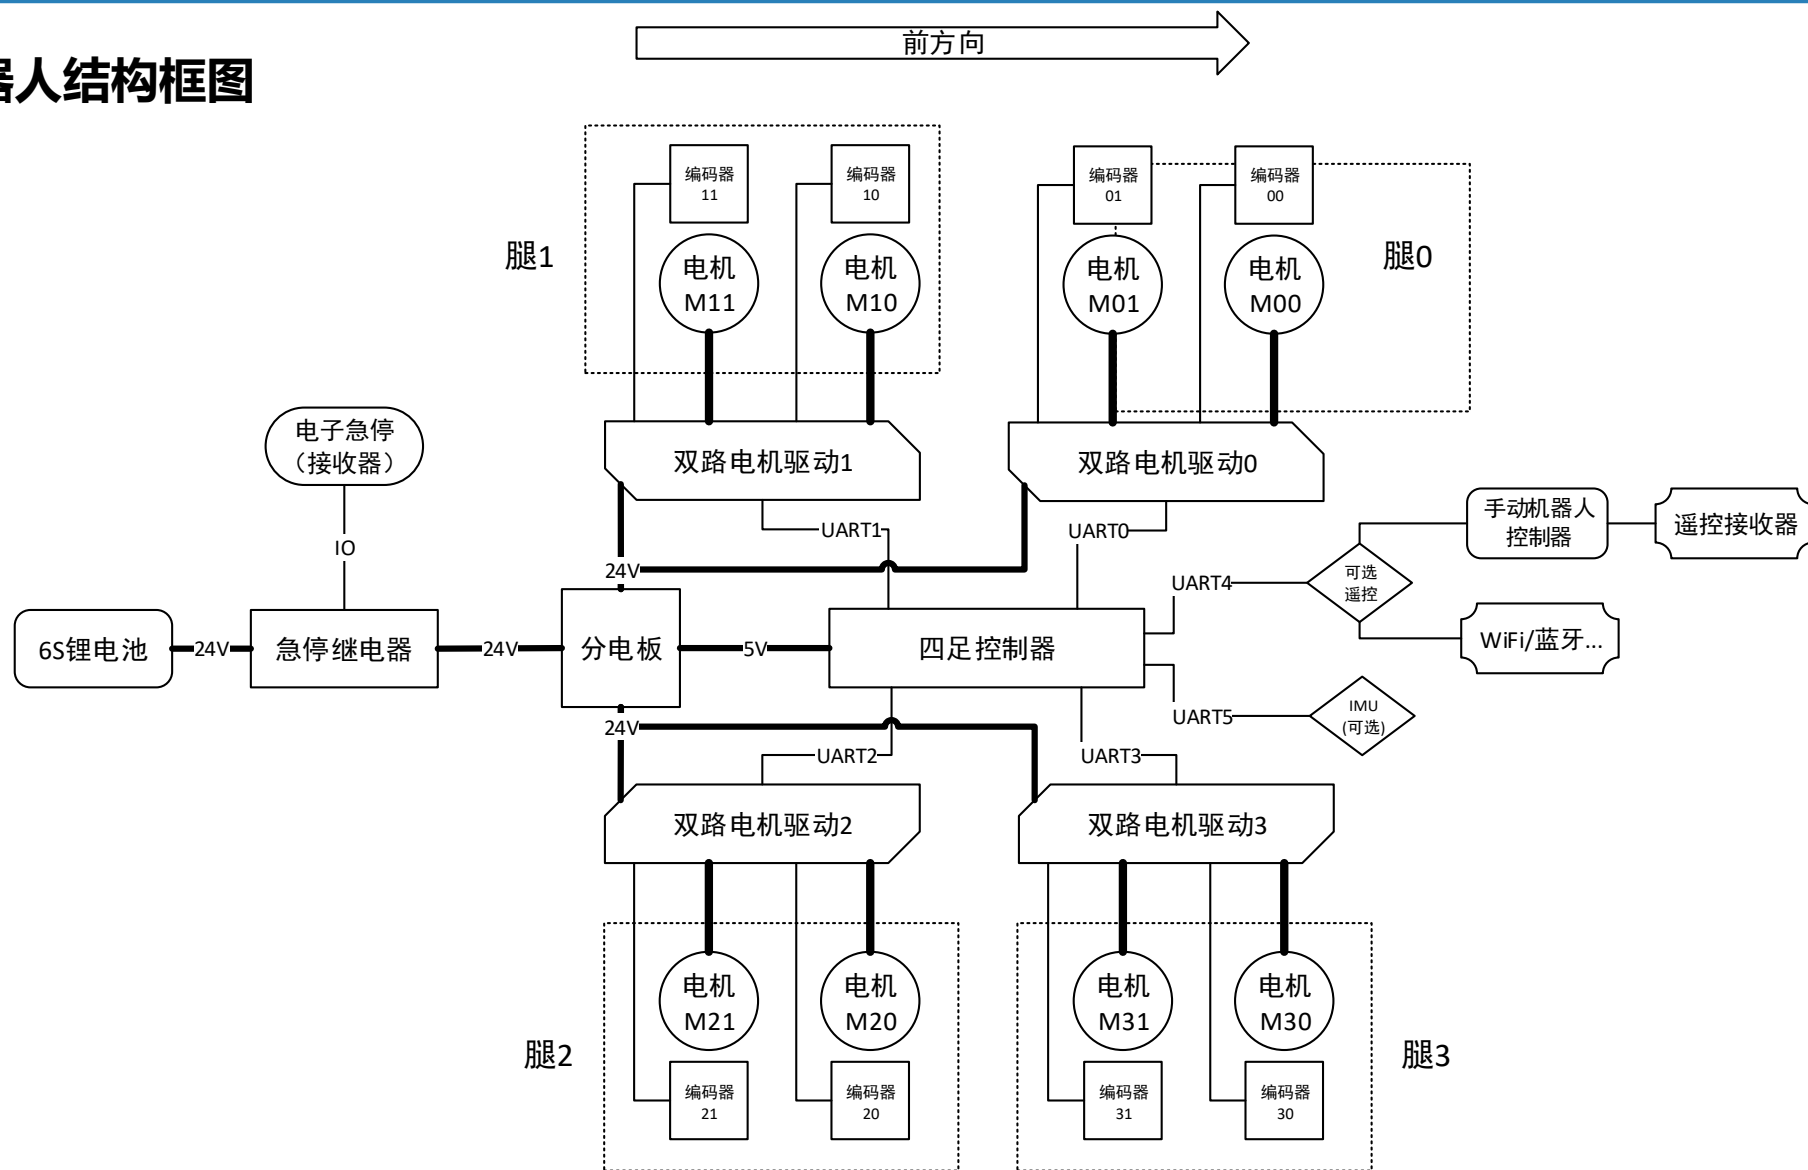 前方向
器人结构框图
编码器
11
编码器
10
编码器
01
编码器
00
腿1
电机
M11
电机
M10
电机
M01
电机
M00
腿0
电子急停
（接收器）
双路电机驱动1
双路电机驱动0
IO
UART1
UART0
手动机器人
控制器
遥控接收器
24V
UART4
可选
遥控
6S锂电池
24V
急停继电器
24V
分电板
5V
四足控制器
WiFi/蓝牙...
24V
UART5
IMU
(可选)
UART2
UART3
双路电机驱动2
双路电机驱动3
电机
M21
电机
M20
电机
M31
电机
M30
腿2
腿3
编码器
21
编码器
20
编码器
31
编码器
30